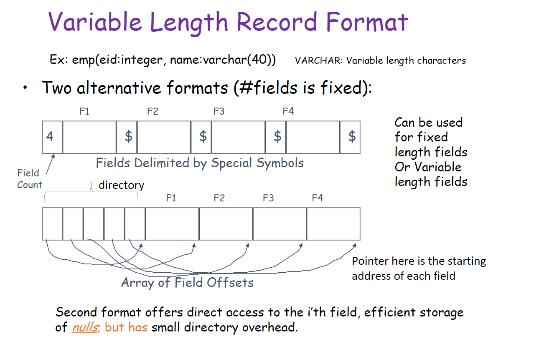 Variable Length Record Format
Ex: emp(eid:integer, name:varchar(40)) VARCHAR: Variable length characters
• Two alternative formats (#fields is fixed):
F1 F2 F3 F4
4 $ $ $ $
Fields Delimited by Special Symbols
Can be used
for fixed
length fields
Or Variable
length fields
Field
Count
directory
F1 F2 F3 F4
Array of Field Offsets
Pointer here is the starting
address of each field
Second format offers direct access to the i'th field, efficient storage
of nulls; but has small directory overhead.